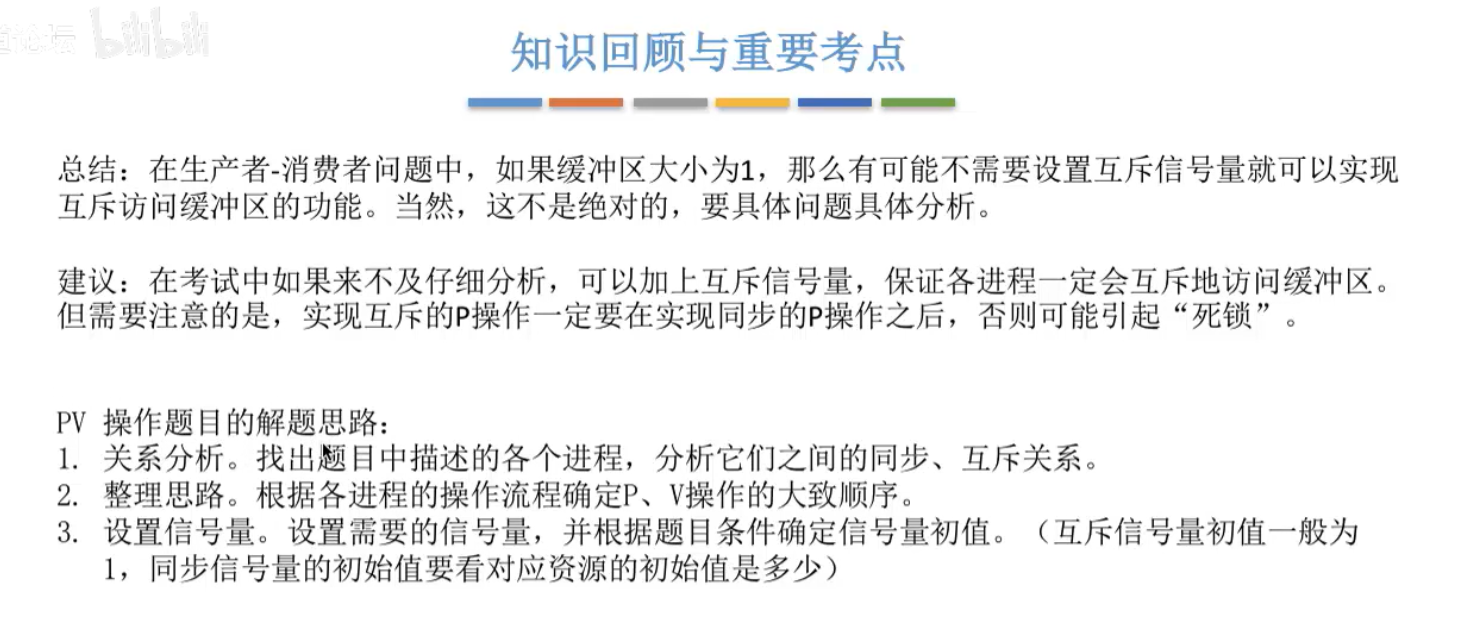 论坛 bilibili
知识回顾与重要考点
总结：在生产者-消费者问题中，如果缓冲区大小为1，那么有可能不需要设置互斥信号量就可以实现
互斥访问缓冲区的功能。当然，这不是绝对的，要具体问题具体分析。
建议：在考试中如果来不及仔细分析，可以加上互斥信号量，保证各进程一定会互斥地访问缓冲区。
但需要注意的是，实现互斥的P操作一定要在实现同步的P操作之后，否则可能引起“死锁”。
PV 操作题目的解题思路：
1. 关系分析。找出题目中描述的各个进程，分析它们之间的同步、互斥关系。
2. 整理思路。根据各进程的操作流程确定P、V操作的大致顺序。
3. 设置信号量。设置需要的信号量，并根据题目条件确定信号量初值。（互斥信号量初值一般为
1，同步信号量的初始值要看对应资源的初始值是多少）